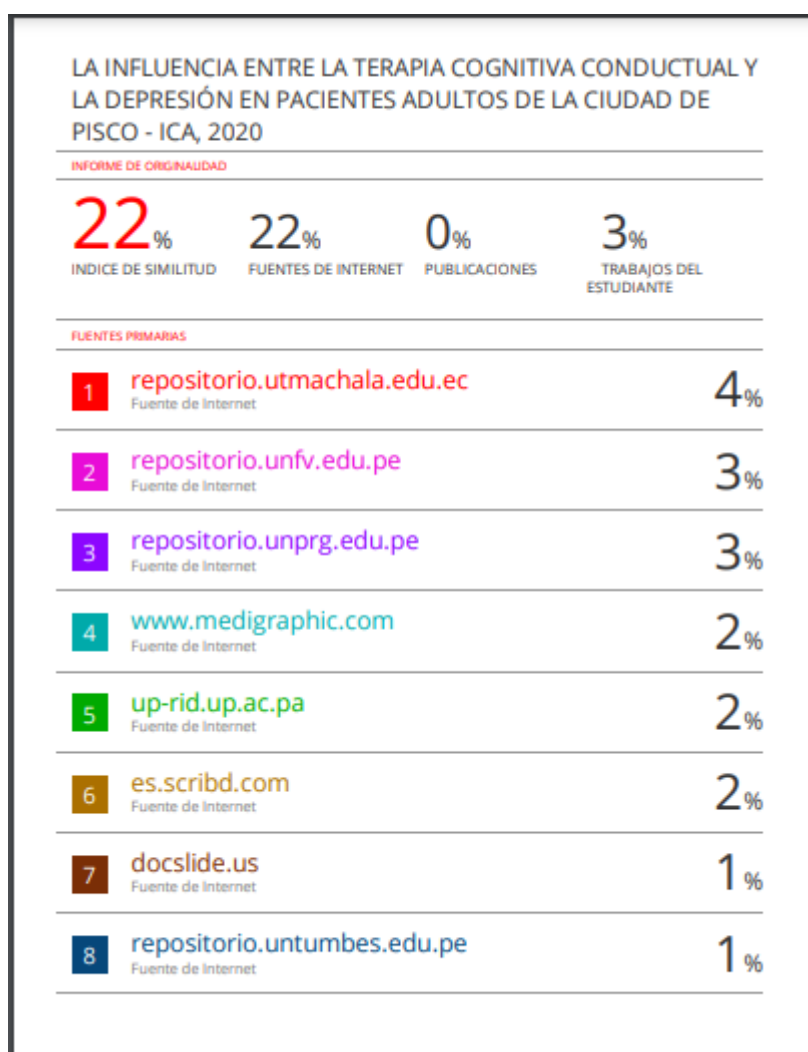 LA INFLUENCIA ENTRE LA TERAPIA COGNITIVA CONDUCTUAL Y
LA DEPRESIÓN EN PACIENTES ADULTOS DE LA CIUDAD DE
PISCO - ICA, 2020
INFORME DE ORIGINALIDAD
22% 22% 0% 3%
INDICE DE SIMILITUD FUENTES DE INTERNET PUBLICACIONES TRABAJOS DEL
ESTUDIANTE
FUENTES PRIMARIAS
1 repositorio.utmachala.edu.ec 4%
Fuente de Internet
2 repositorio.unfv.edu.pe 3%
Fuente de Internet
3 repositorio.unprg.edu.pe 3%
Fuente de Internet
4 www.medigraphic.com 2%
Fuente de Internet
5 up-rid.up.ac.pa 2%
Fuente de Internet
6 es.scribd.com 2%
Fuente de Internet
7 docslide.us 1%
Fuente de Internet
8 repositorio.untumbes.edu.pe 1%
Fuente de Internet